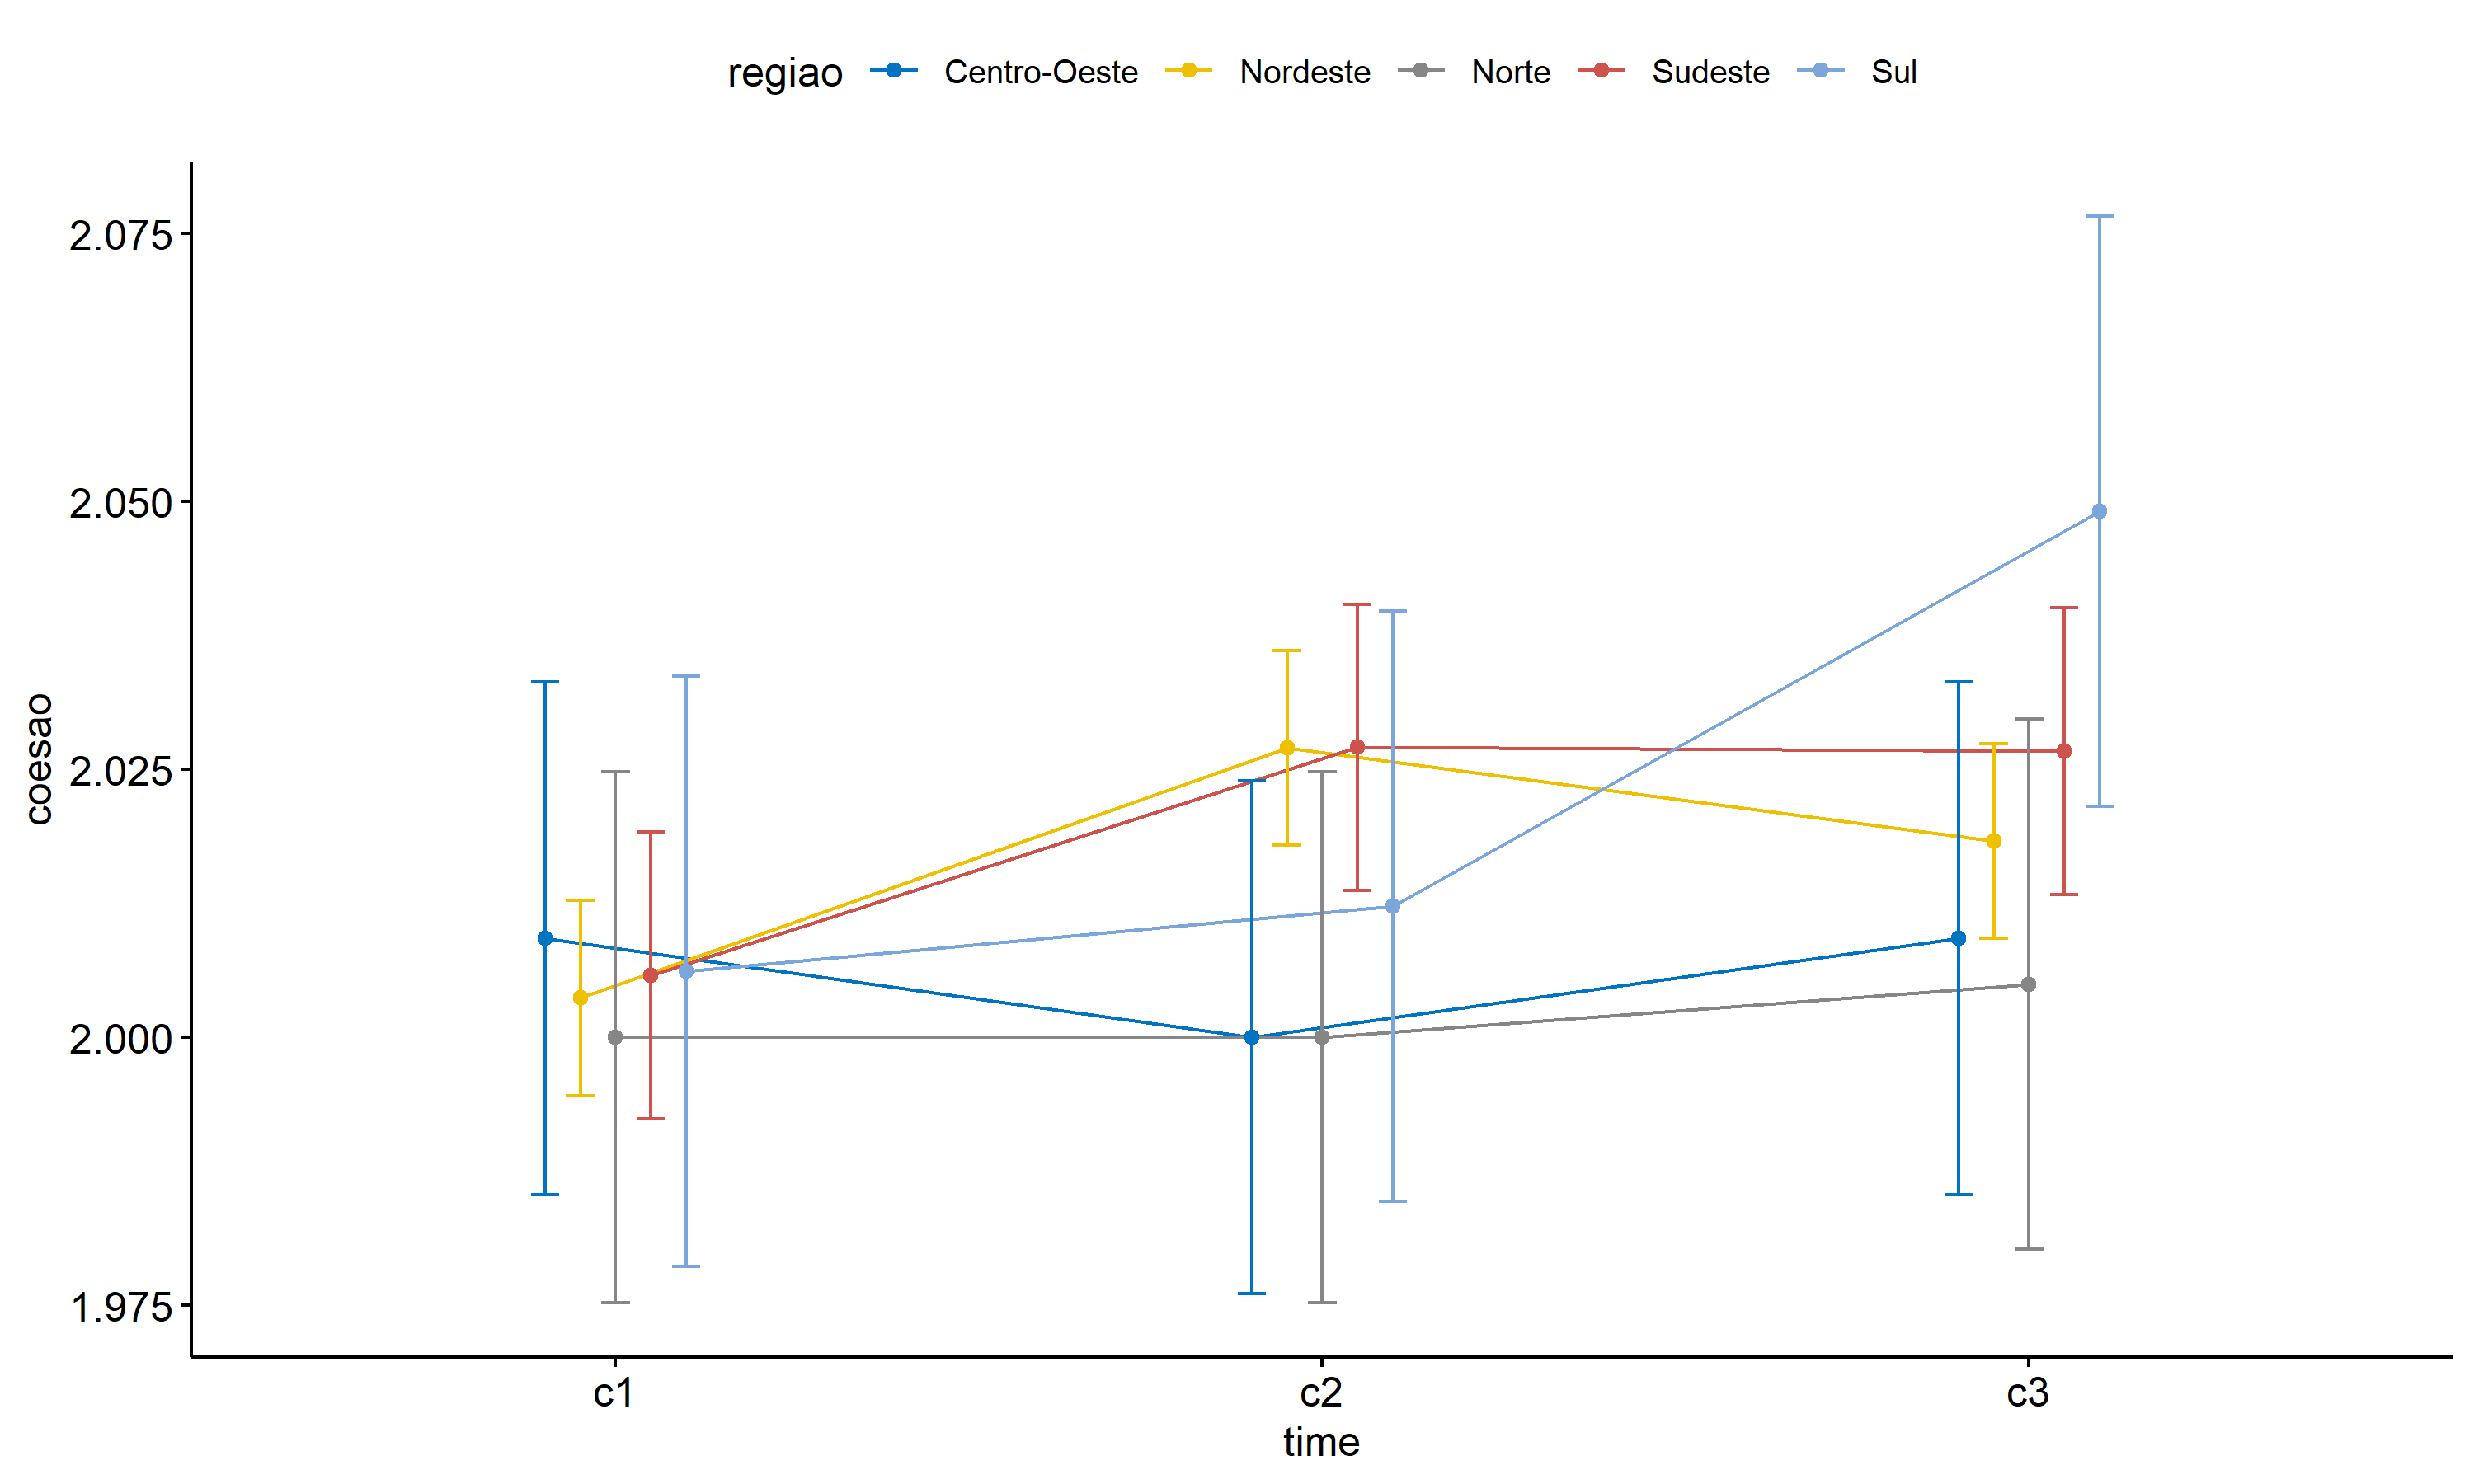 regiao Centro-Oeste Nordeste Norte Sudeste Sul
2.075
2.050
2.025
2.000
1.975
coesao
c1 c2 c3
time